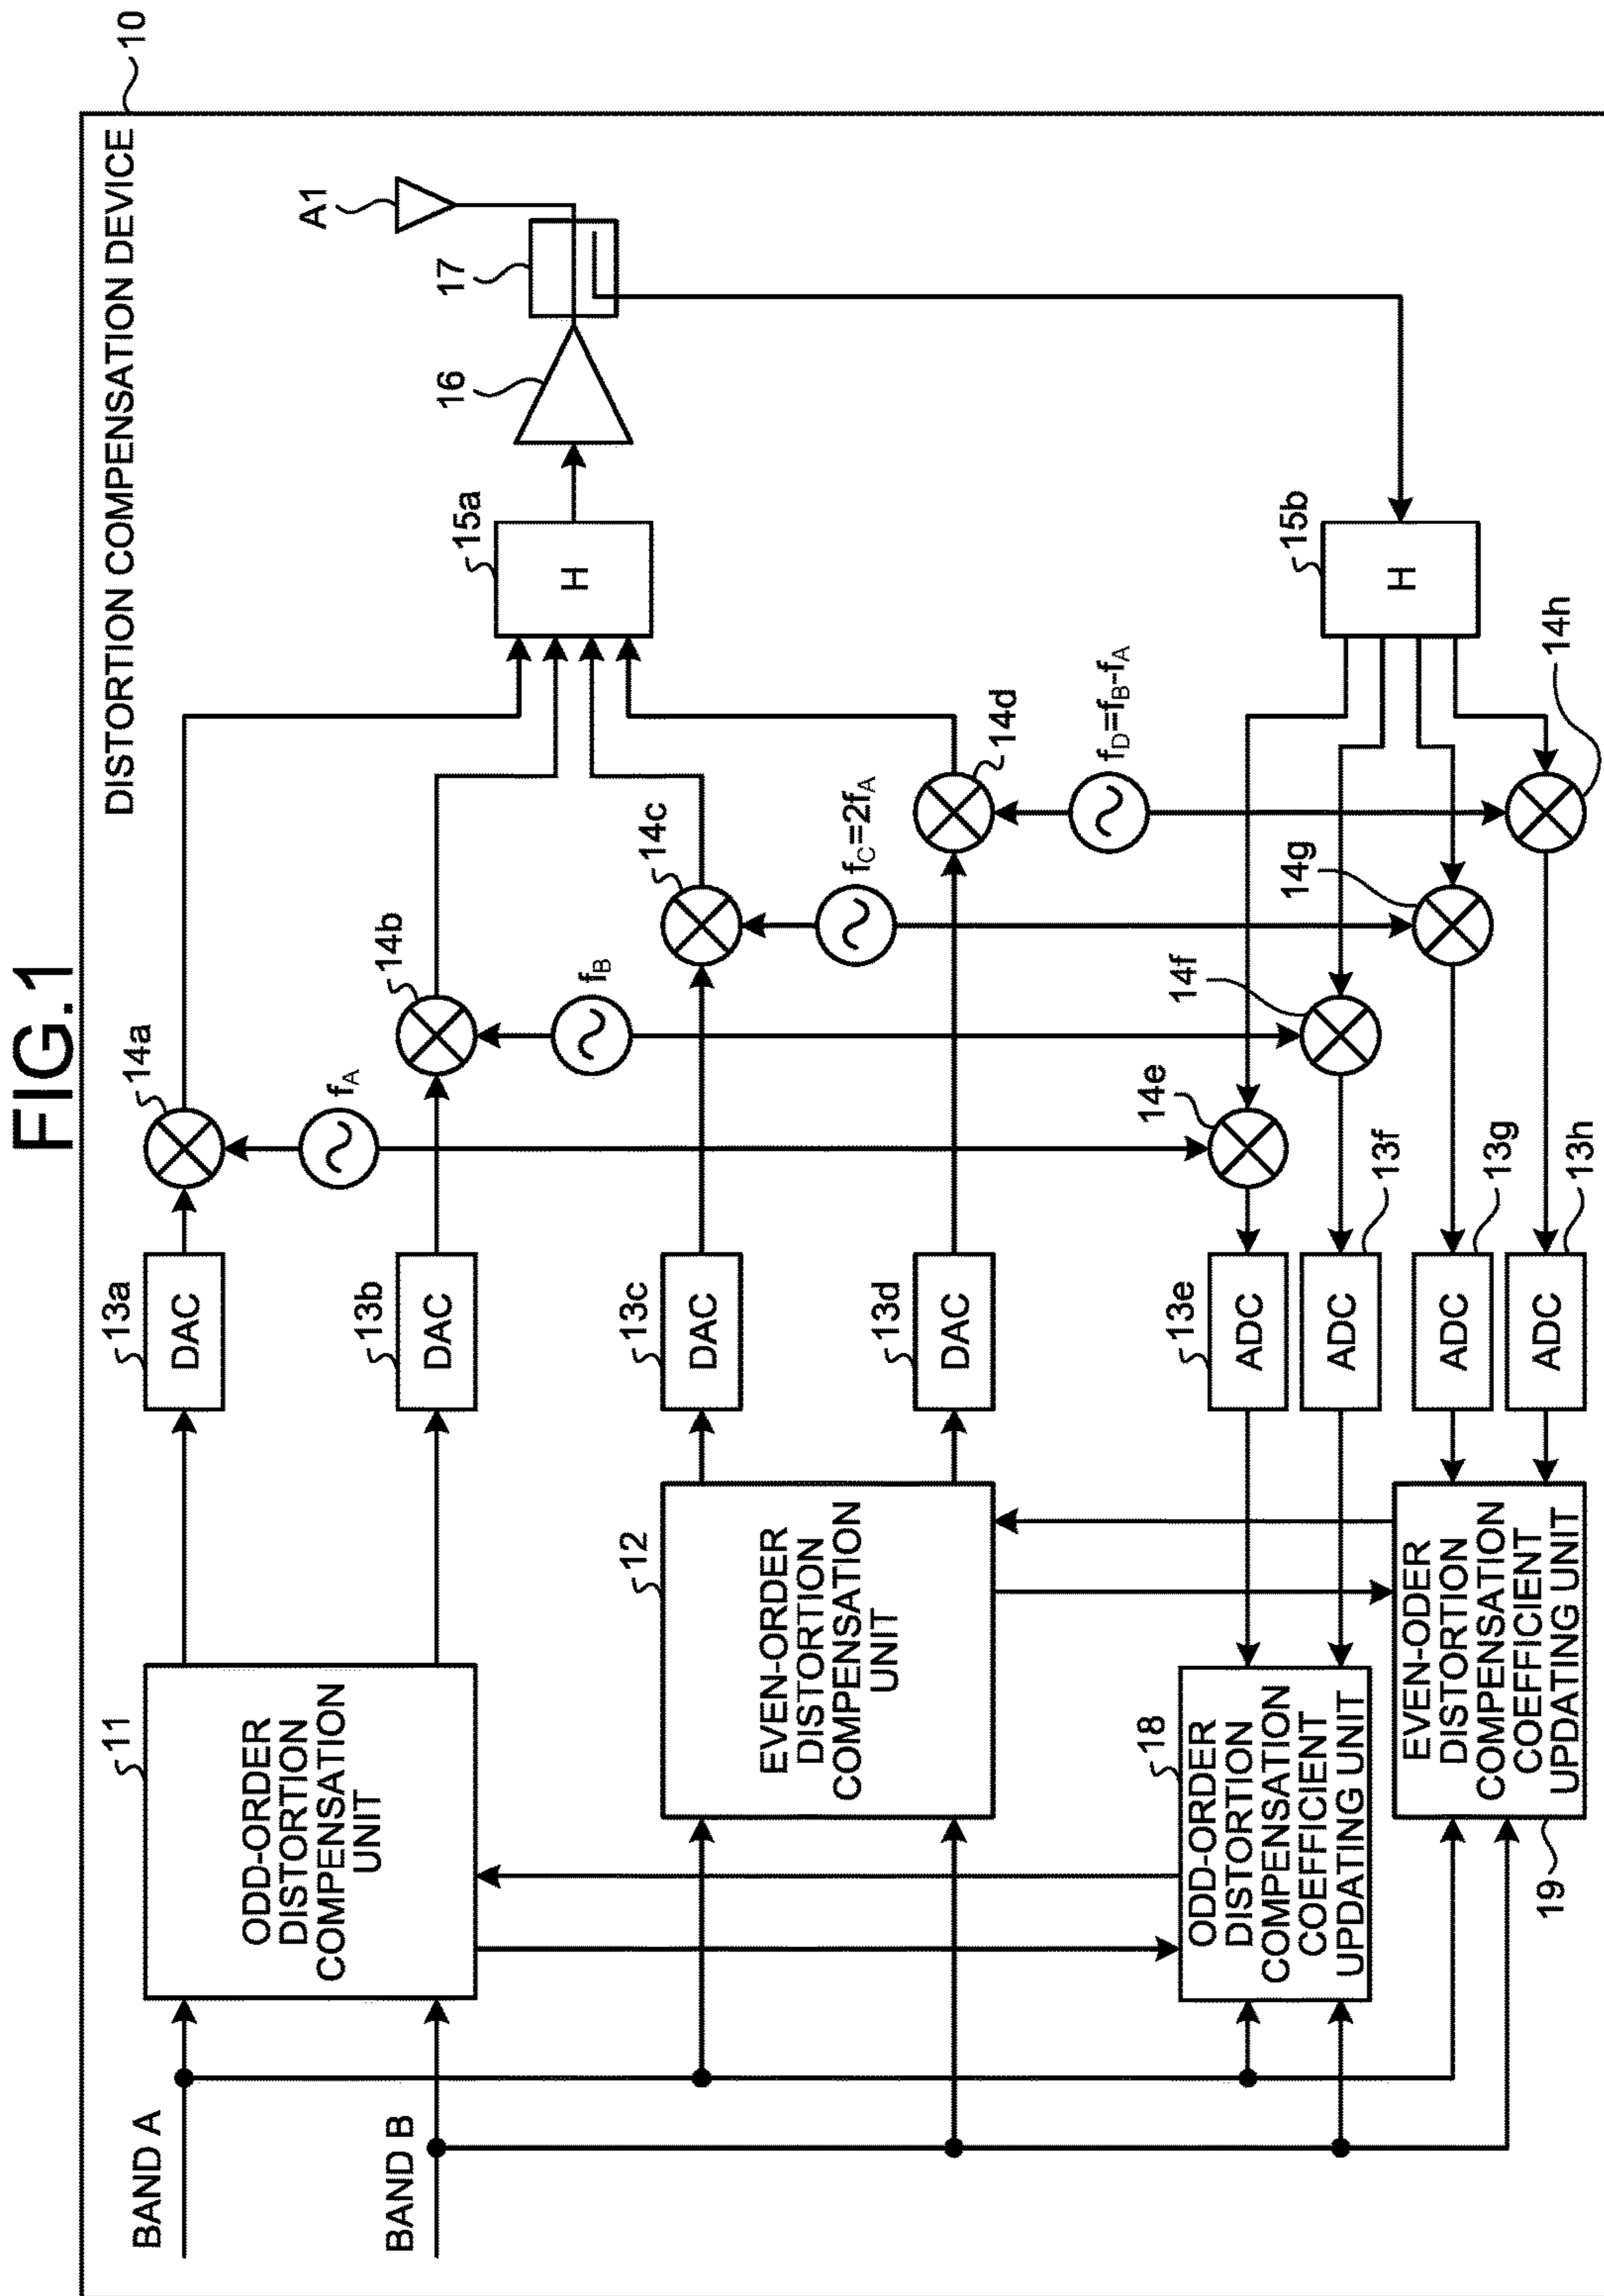 FIG.1
10
DISTORTION COMPENSATION DEVICE
BAND A
BAND B
11
ODD-ORDER
DISTORTION
COMPENSATION
UNIT
13a
DAC
14a
fA
13b
DAC
14b
fB
12
EVEN-ORDER
DISTORTION
COMPENSATION
UNIT
13c
DAC
14c
fC=2fA
13d
DAC
14d
fD=fB-fA
15a
H
16
17
A1
18
ODD-ORDER
DISTORTION
COMPENSATION
COEFFICIENT
UPDATING UNIT
13e
ADC
14e
13f
ADC
14f
19
EVEN-ODER
DISTORTION
COMPENSATION
COEFFICIENT
UPDATING UNIT
13g
ADC
14g
13h
ADC
14h
15b
H